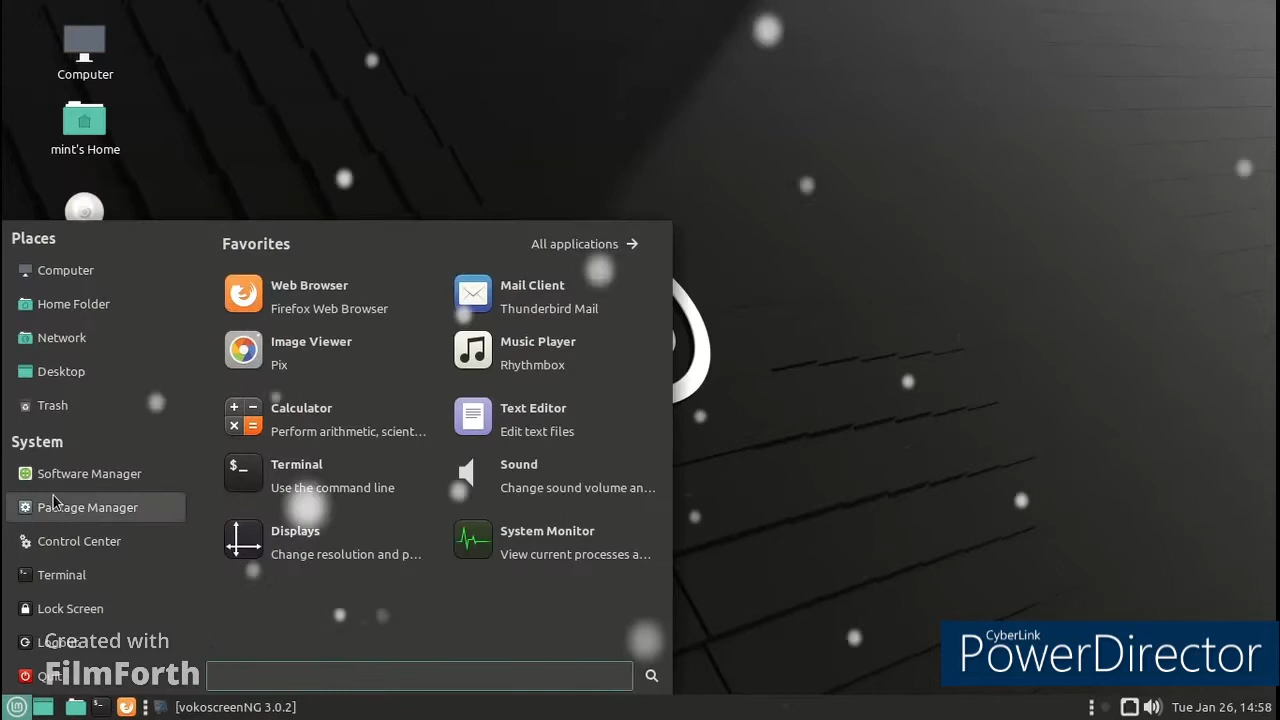 Computer
mint's Home
Places
Computer
Home Folder
Network
Desktop
Trash
System
Software Manager
Package Manager
Control Center
Terminal
Lock Screen
Logout
Quit
Favorites
All applications
Web Browser
Firefox Web Browser
Mail Client
Thunderbird Mail
Image Viewer
Pix
Music Player
Rhythmbox
Calculator
Perform arithmetic, scient...
Text Editor
Edit text files
Terminal
Use the command line
Sound
Change sound volume an...
Displays
Change resolution and p...
System Monitor
View current processes a...
Created with
FilmForth
CyberLink
PowerDirector
[vokoscreenNG 3.0.2]
Tue Jan 26, 14:58